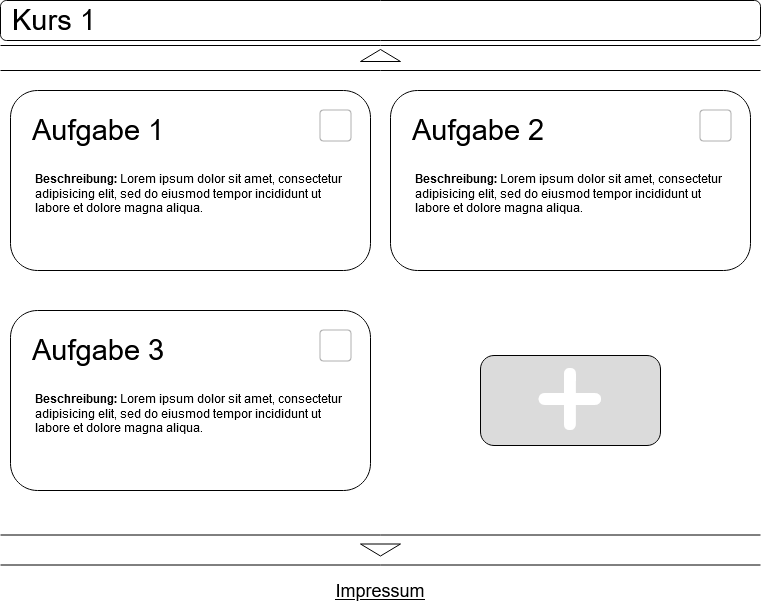 Kurs 1
Aufgabe 1
Beschreibung: Lorem ipsum dolor sit amet, consectetur
adipisicing elit, sed do eiusmod tempor incididunt ut
labore et dolore magna aliqua.
Aufgabe 2
Beschreibung: Lorem ipsum dolor sit amet, consectetur
adipisicing elit, sed do eiusmod tempor incididunt ut
labore et dolore magna aliqua.
Aufgabe 3
Beschreibung: Lorem ipsum dolor sit amet, consectetur
adipisicing elit, sed do eiusmod tempor incididunt ut
labore et dolore magna aliqua.
Impressum